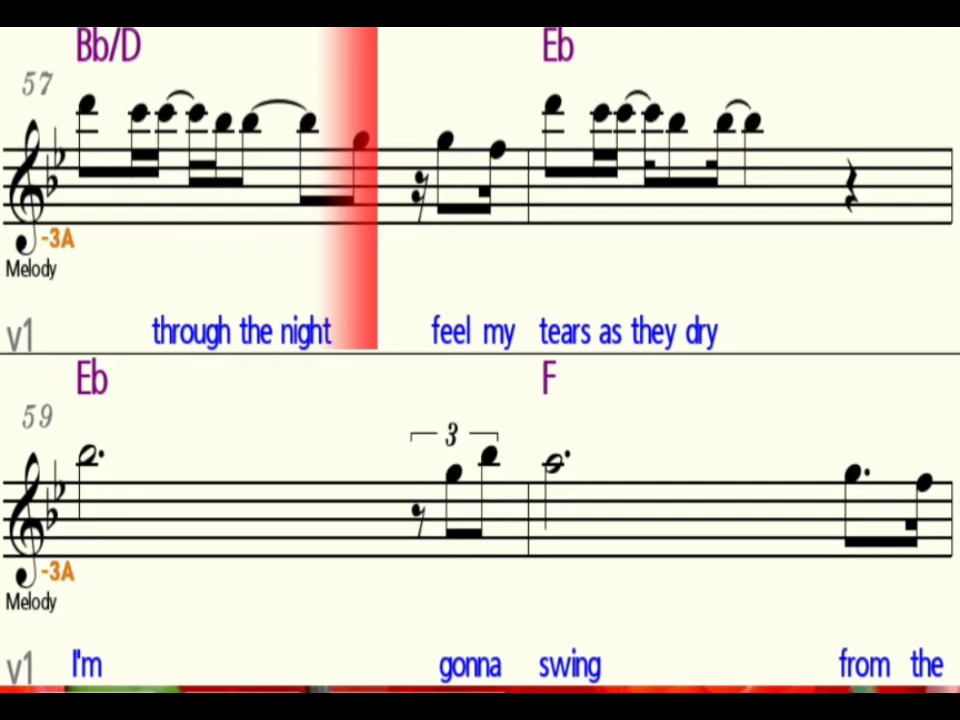 Bb/D Eb
57
-3A
Melody
v1 through the night feel my tears as they dry
Eb F
59
3
-3A
Melody
v1 I'm gonna swing from the